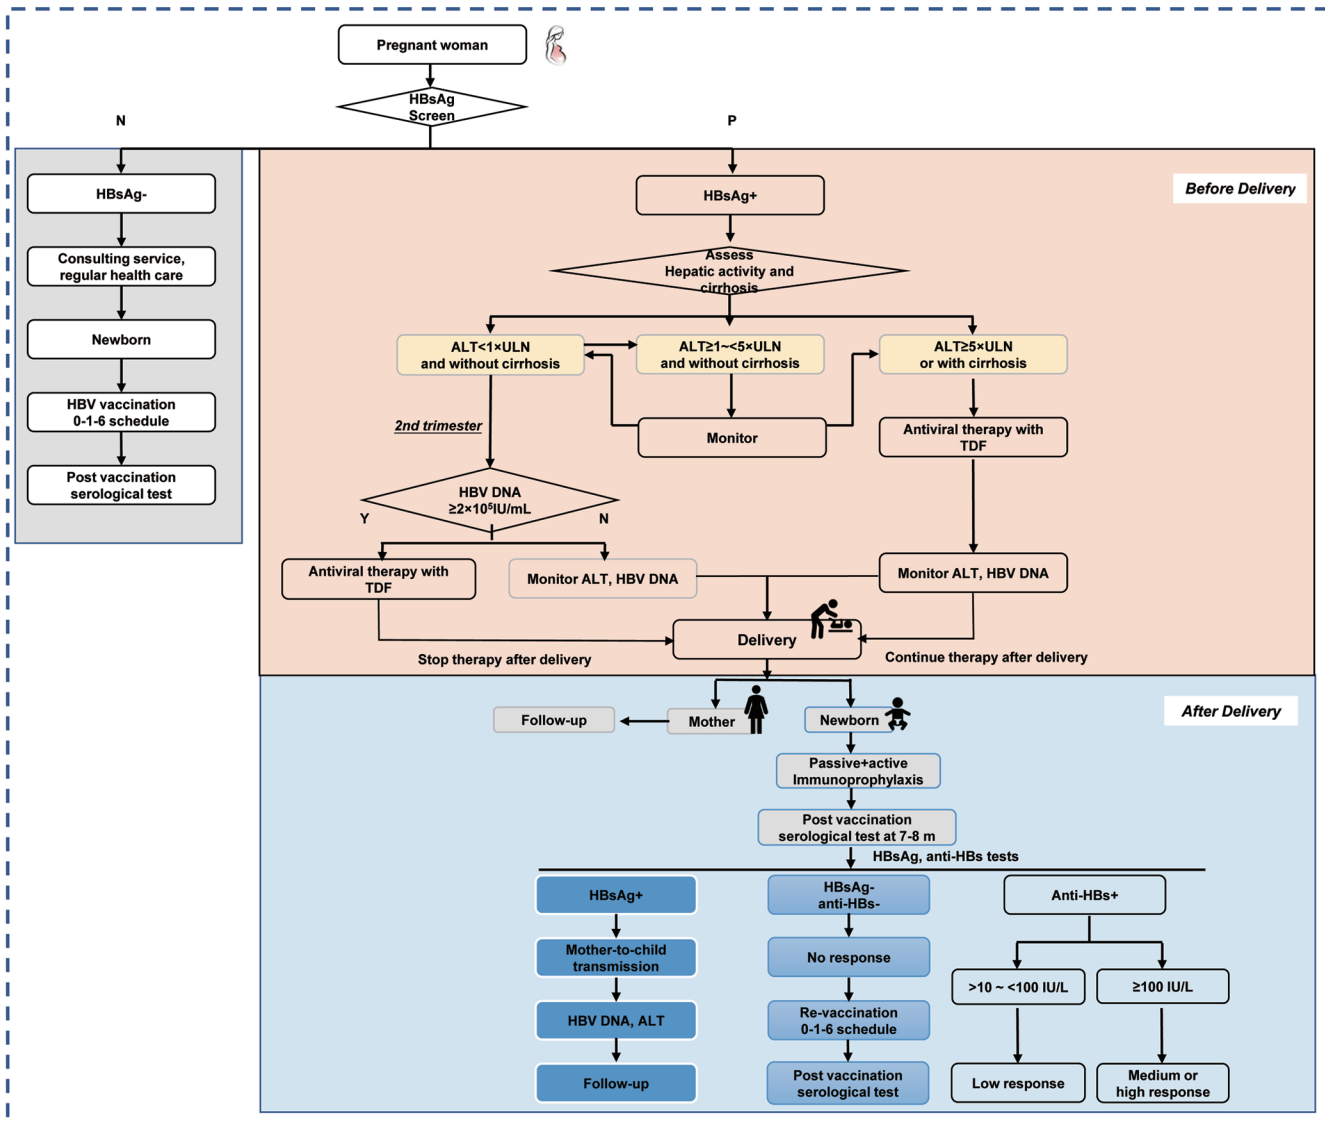 Pregnant woman
HBsAg
Screen
N
P
HBsAg-
Consulting service,
regular health care
Newborn
HBV vaccination
0-1-6 schedule
Post vaccination
serological test
Before Delivery
HBsAg+
Assess
Hepatic activity and
cirrhosis
ALT<1×ULN
and without cirrhosis
ALT≥1~<5×ULN
and without cirrhosis
ALT≥5×ULN
or with cirrhosis
2nd trimester
Monitor
Antiviral therapy with
TDF
HBV DNA
≥2×10⁵IU/mL
Y
N
Antiviral therapy with
TDF
Monitor ALT, HBV DNA
Monitor ALT, HBV DNA
Delivery
Stop therapy after delivery
Continue therapy after delivery
After Delivery
Follow-up
Mother
Newborn
Passive+active
Immunoprophylaxis
Post vaccination
serological test at 7-8 m
HBsAg, anti-HBs tests
HBsAg+
Mother-to-child
transmission
HBV DNA, ALT
Follow-up
HBsAg-
anti-HBs-
No response
Re-vaccination
0-1-6 schedule
Post vaccination
serological test
Anti-HBs+
>10 ~ <100 IU/L
≥100 IU/L
Low response
Medium or
high response